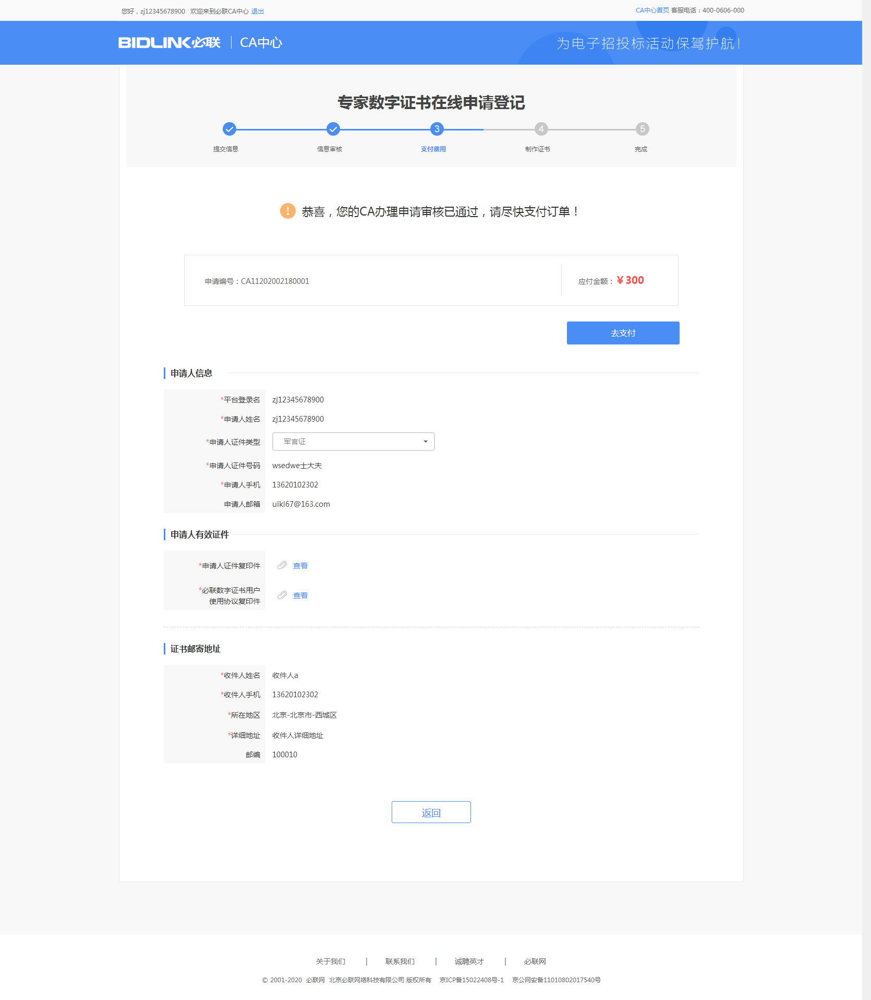 您好，zj12345678900 欢迎来到必联CA中心 退出
CA中心首页 客服电话：400-0606-000
BIDLINK必联 CA中心
为电子招投标活动保驾护航！
专家数字证书在线申请登记
3 4 5
提交信息 信息审核 支付费用 制作证书 完成
! 恭喜，您的CA办理申请审核已通过，请尽快支付订单！
申请编号：CA11202002180001 应付金额：￥300
去支付
申请人信息
*平台登录名 zj12345678900
*申请人姓名 zj12345678900
*申请人证件类型 军官证
*申请人证件号码 wsedwe士大夫
*申请人手机 13620102302
申请人邮箱 uikl67@163.com
申请人有效证件
*申请人证件复印件 查看
*必联数字证书用户
使用协议复印件 查看
证书邮寄地址
*收件人姓名 收件人a
*收件人手机 13620102302
*所在地区 北京-北京市-西城区
*详细地址 收件人详细地址
邮编 100010
返回
关于我们 | 联系我们 | 诚聘英才 | 必联网
© 2001-2020 必联网 北京必联网络科技有限公司 版权所有 京ICP备15022408号-1 京公网安备11010802017540号